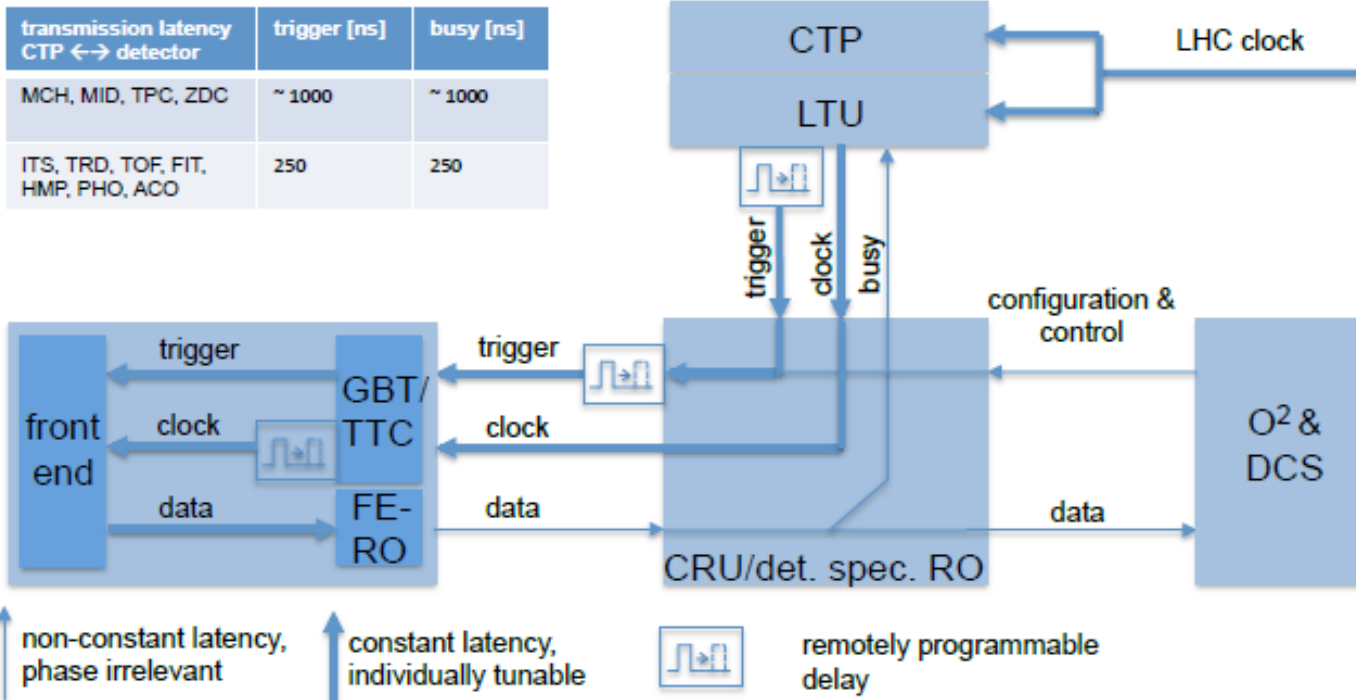 transmission latency
CTP ←→ detector
trigger [ns]
busy [ns]
MCH, MID, TPC, ZDC
~ 1000
~ 1000
ITS, TRD, TOF, FIT,
HMP, PHO, ACO
250
250
CTP
LTU
LHC clock
trigger
clock
busy
configuration &
control
trigger
trigger
GBT/
TTC
front
end
clock
clock
O² &
DCS
data
FE-
RO
data
data
CRU/det. spec. RO
non-constant latency,
phase irrelevant
constant latency,
individually tunable
remotely programmable
delay